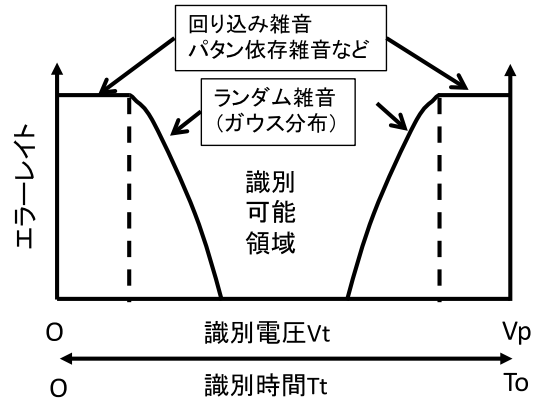 回り込み雑音
パタン依存雑音など
ランダム雑音
（ガウス分布）
エラーレイト
識別
可能
領域
O 識別電圧Vt Vp
O 識別時間Tt To